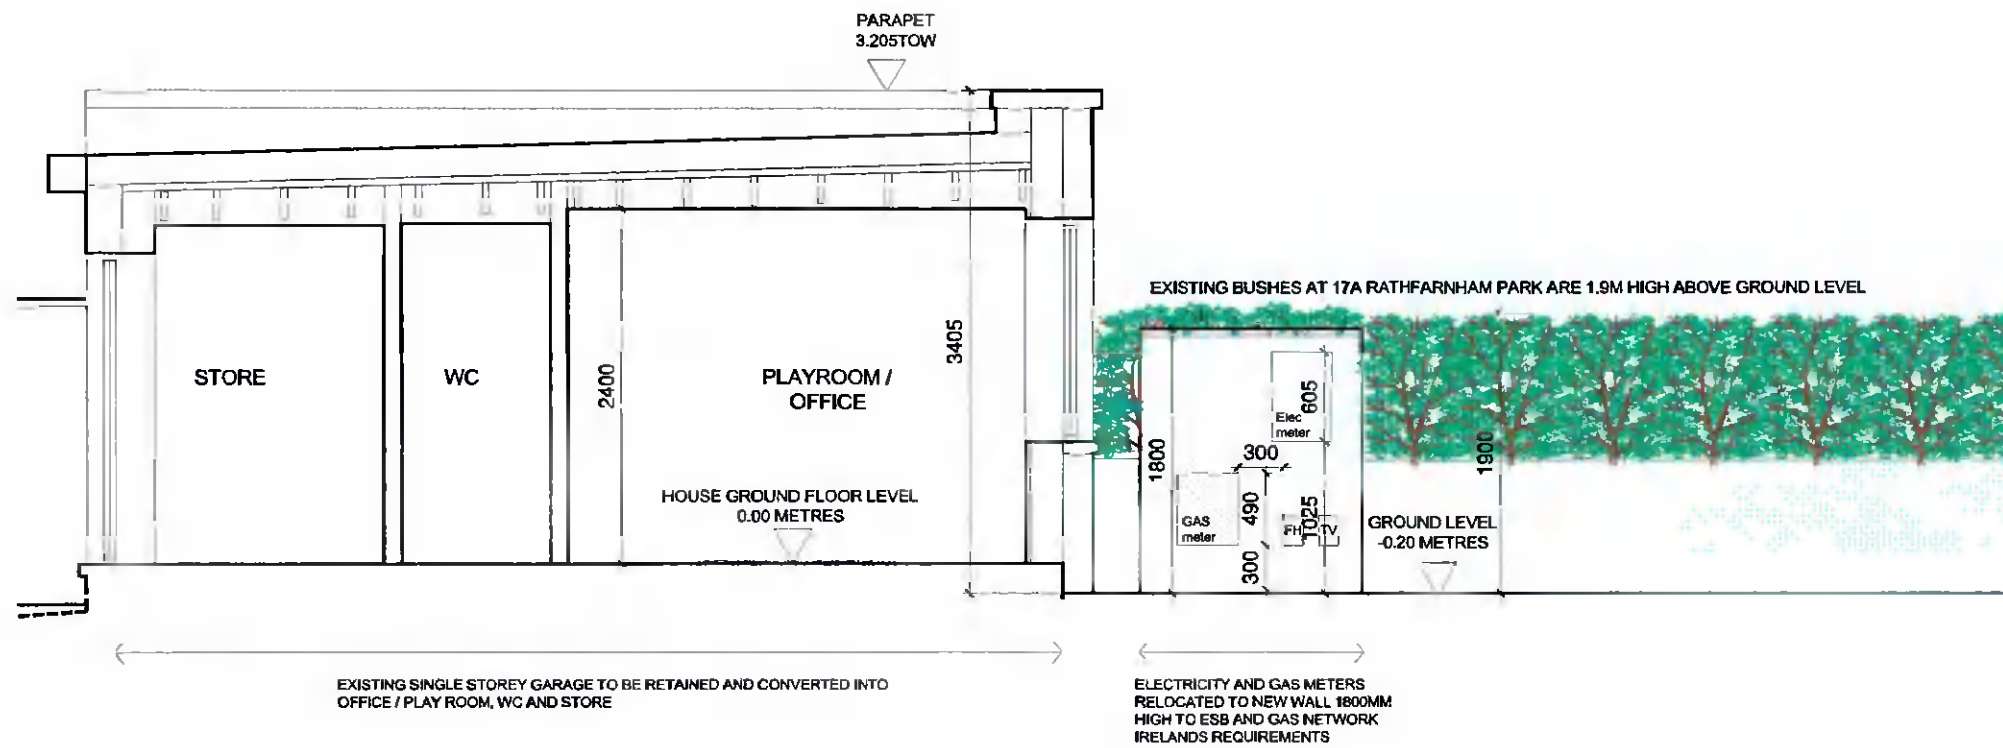 PARAPET
3.205TOW
EXISTING BUSHES AT 17A RATHFARNHAM PARK ARE 1.9M HIGH ABOVE GROUND LEVEL
STORE
WC
2400
PLAYROOM /
OFFICE
3405
HOUSE GROUND FLOOR LEVEL
0.00 METRES
1800
605
Elec
meter
300
490
1025
GAS
meter
FH
TV
300
1900
GROUND LEVEL
-0.20 METRES
EXISTING SINGLE STOREY GARAGE TO BE RETAINED AND CONVERTED INTO
OFFICE / PLAY ROOM, WC AND STORE
ELECTRICITY AND GAS METERS
RELOCATED TO NEW WALL 1800MM
HIGH TO ESB AND GAS NETWORK
IRELANDS REQUIREMENTS